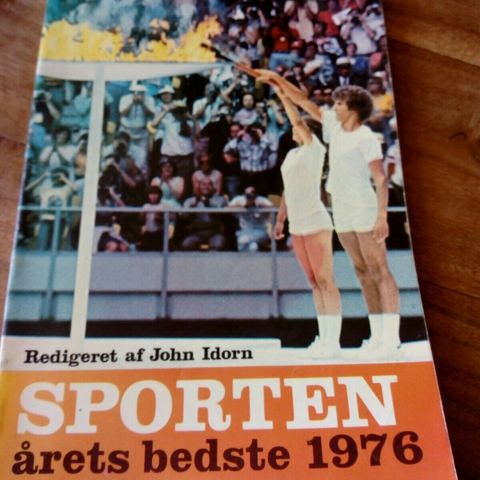 Redigeret af John Idorn
SPORTEN
årets bedste 1976